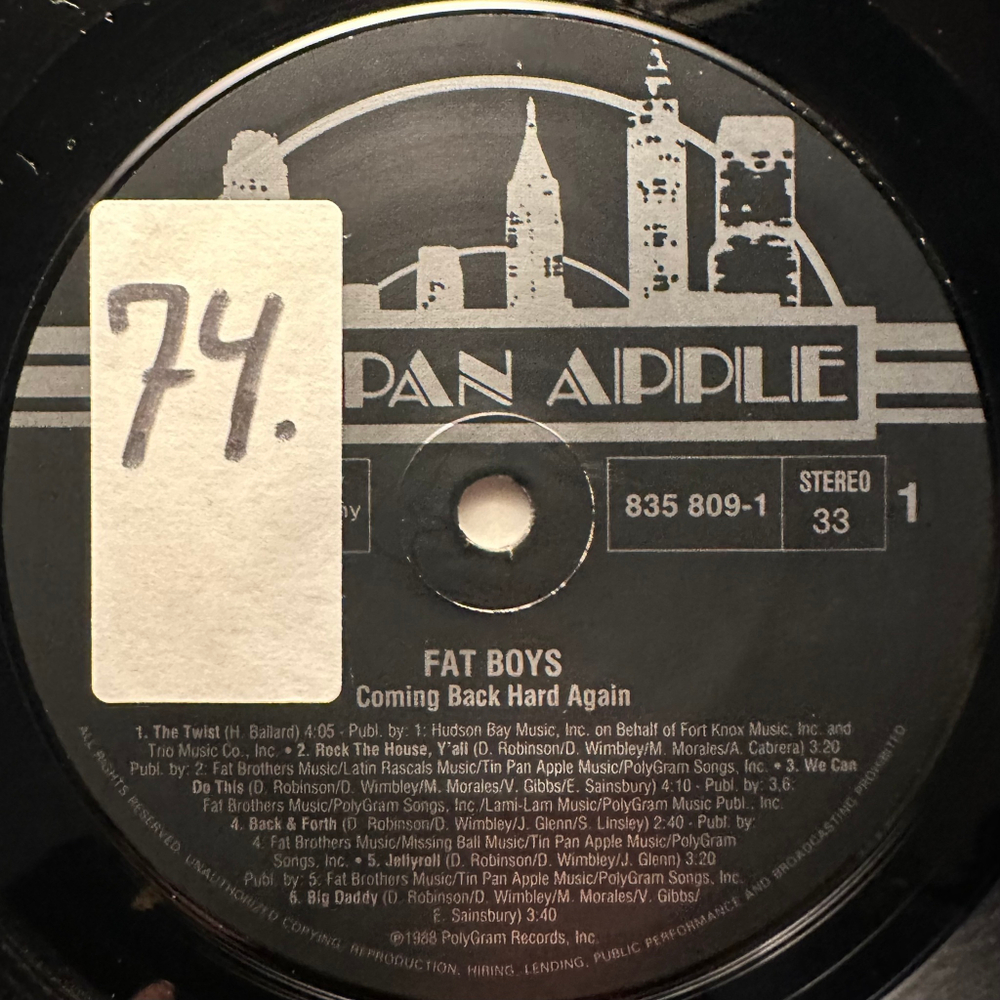 74.
PAN APPLE
ny
835 809-1
STEREO
33
1
FAT BOYS
Coming Back Hard Again
1. The Twist (H. Ballard) 4:05 - Publ. by: 1: Hudson Bay Music, Inc. on Behalf of Fort Knox Music, Inc. and
Trio Music Co., Inc. • 2. Rock The House, Y'all (D. Robinson/D. Wimbley/M. Morales/A. Cabrera) 3:20
Publ. by: 2: Fat Brothers Music/Latin Rascals Music/Tin Pan Apple Music/PolyGram Songs, Inc. • 3. We Can
Do This (D. Robinson/D. Wimbley/M. Morales/V. Gibbs/E. Sainsbury) 4:10 - Publ. by: 3,6:
Fat Brothers Music/PolyGram Songs, Inc./Lami-Lam Music/PolyGram Music Publ., Inc.
4. Back & Forth (D. Robinson/D. Wimbley/J. Glenn/S. Linsley) 2:40 - Publ. by:
4: Fat Brothers Music/Missing Ball Music/Tin Pan Apple Music/PolyGram
Songs, Inc. • 5. Jellyroll (D. Robinson/D. Wimbley/J. Glenn) 3:20
Publ. by: 5: Fat Brothers Music/Tin Pan Apple Music/PolyGram Songs, Inc.
6. Big Daddy (D. Robinson/D. Wimbley/M. Morales/V. Gibbs/
E. Sainsbury) 3:40
℗1988 PolyGram Records, Inc.
ALL RIGHTS RESERVED. UNAUTHORIZED COPYING, REPRODUCTION, HIRING, LENDING, PUBLIC PERFORMANCE AND BROADCASTING PROHIBITED